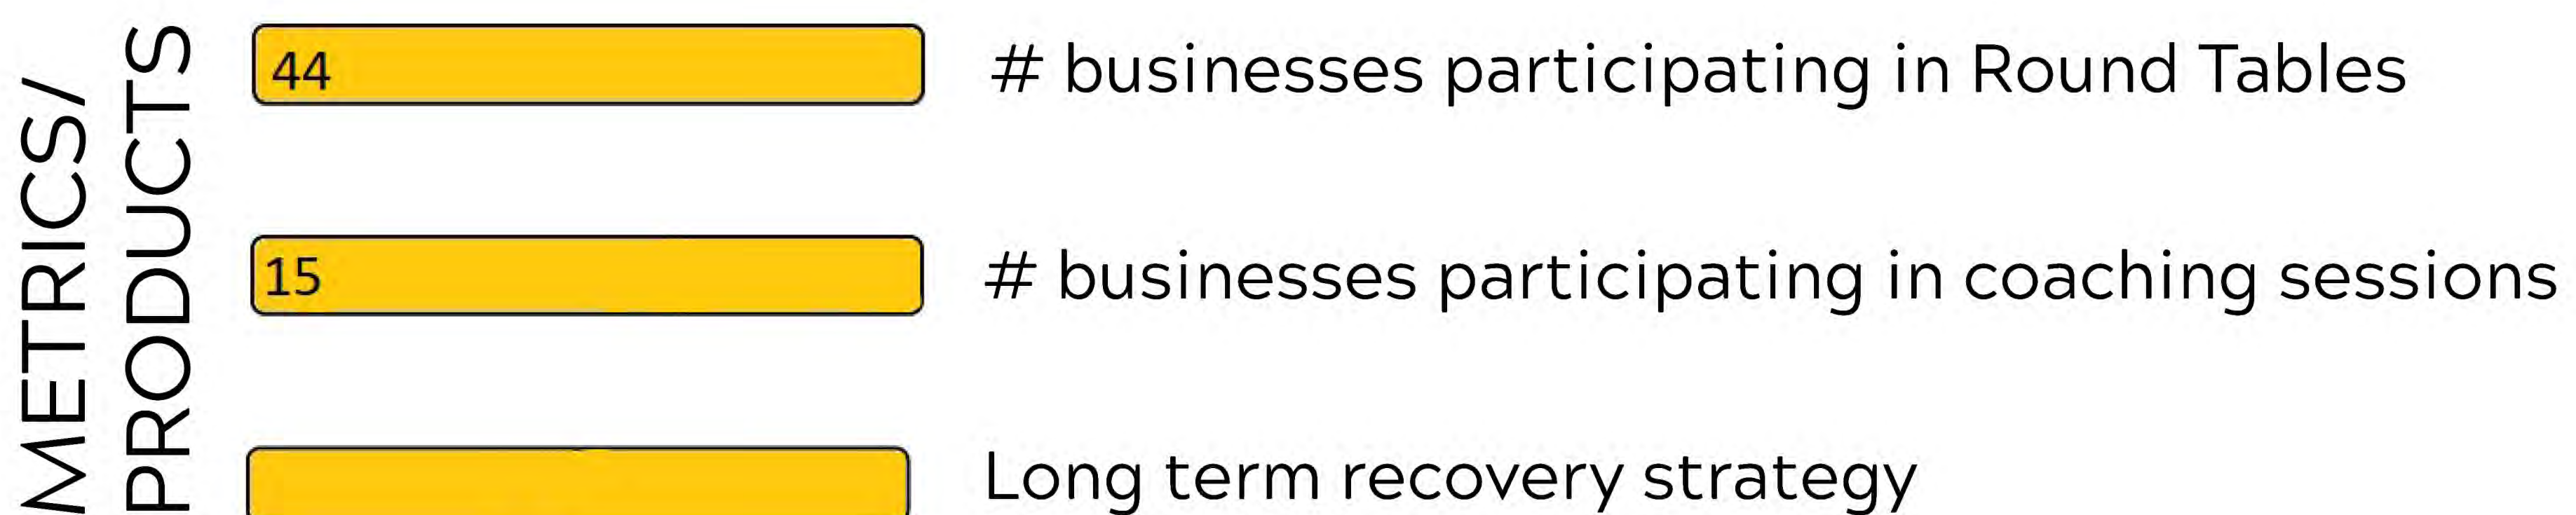 METRICS/
PRODUCTS
44
# businesses participating in Round Tables
15
# businesses participating in coaching sessions
Long term recovery strategy